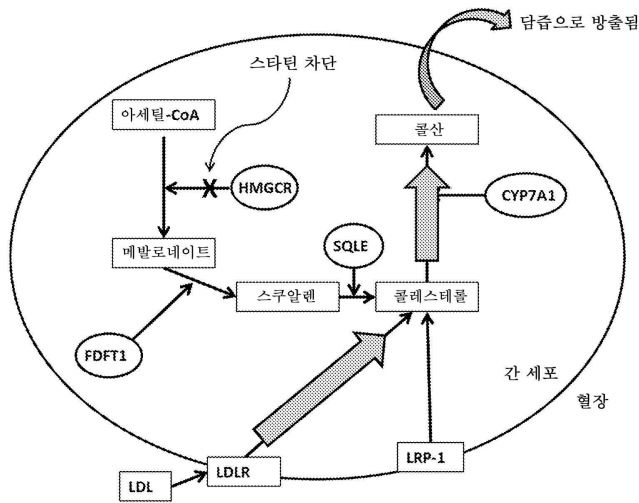 담즙으로 방출됨
스타틴 차단
아세틸-CoA
콜산
HMGCR
CYP7A1
SQLE
메발로네이트
스쿠알렌
콜레스테롤
FDFT1
간 세포
혈장
LRP-1
LDLR
LDL